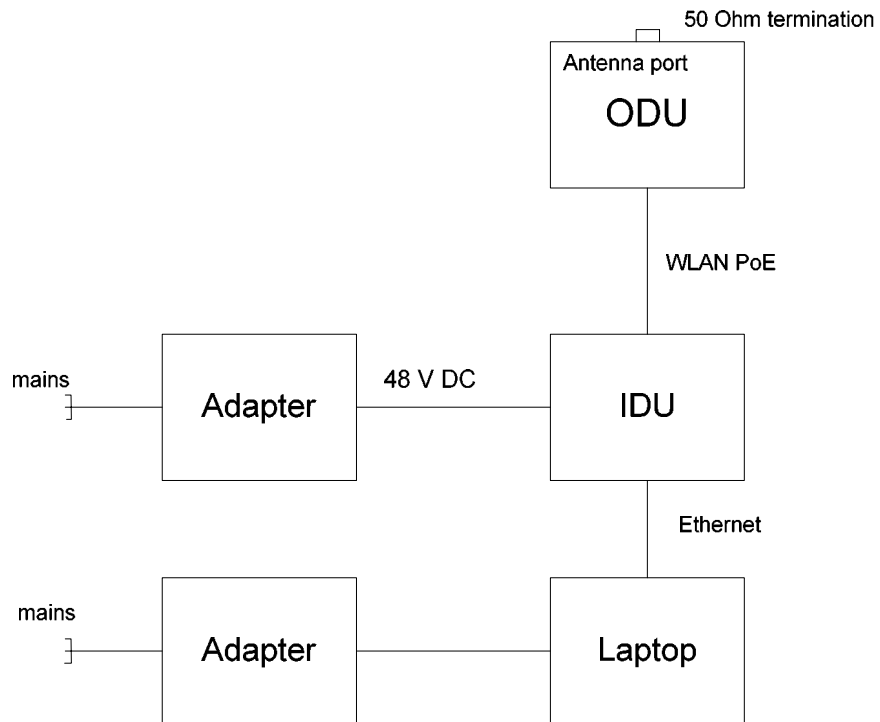 50 Ohm termination
Antenna port
ODU
WLAN PoE
mains
Adapter
48 V DC
IDU
Ethernet
mains
Adapter
Laptop